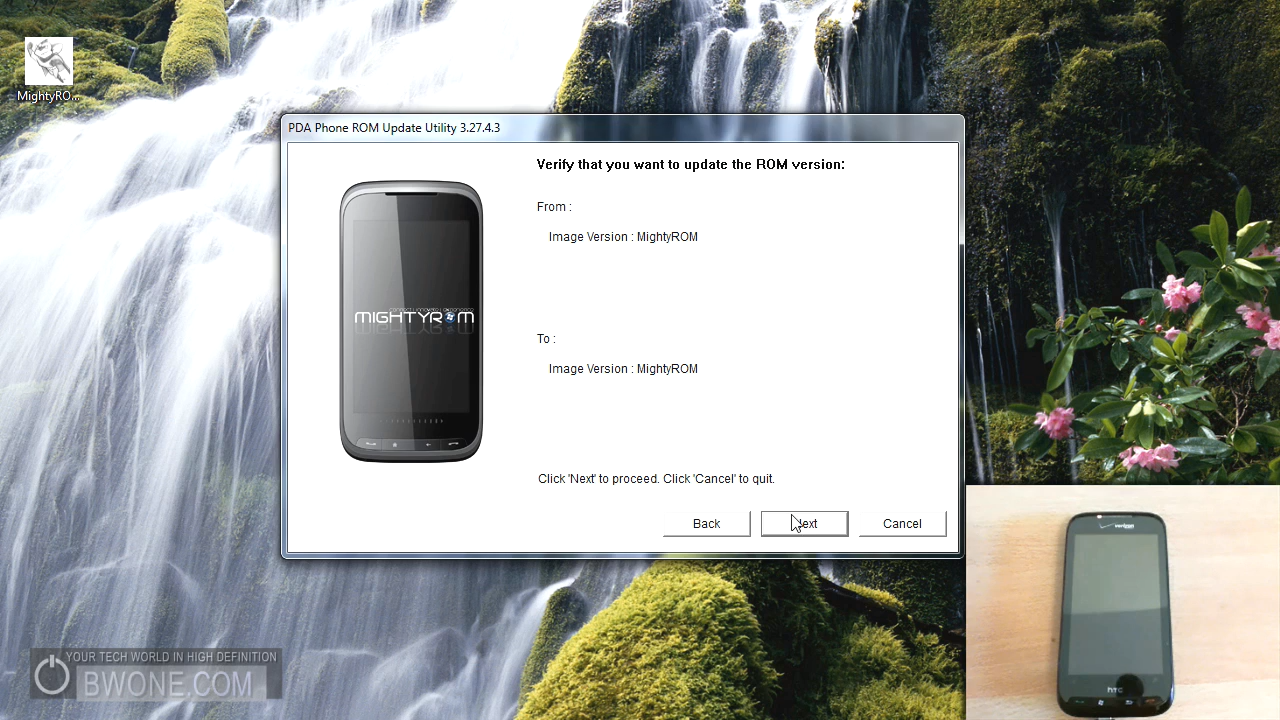 MightyRO...
PDA Phone ROM Update Utility 3.27.4.3
Verify that you want to update the ROM version:
From :
Image Version : MightyROM
MIGHTYROM
To :
Image Version : MightyROM
Click 'Next' to proceed. Click 'Cancel' to quit.
Back
Next
Cancel
verizon
hTC
YOUR TECH WORLD IN HIGH DEFINITION
BWONE.COM